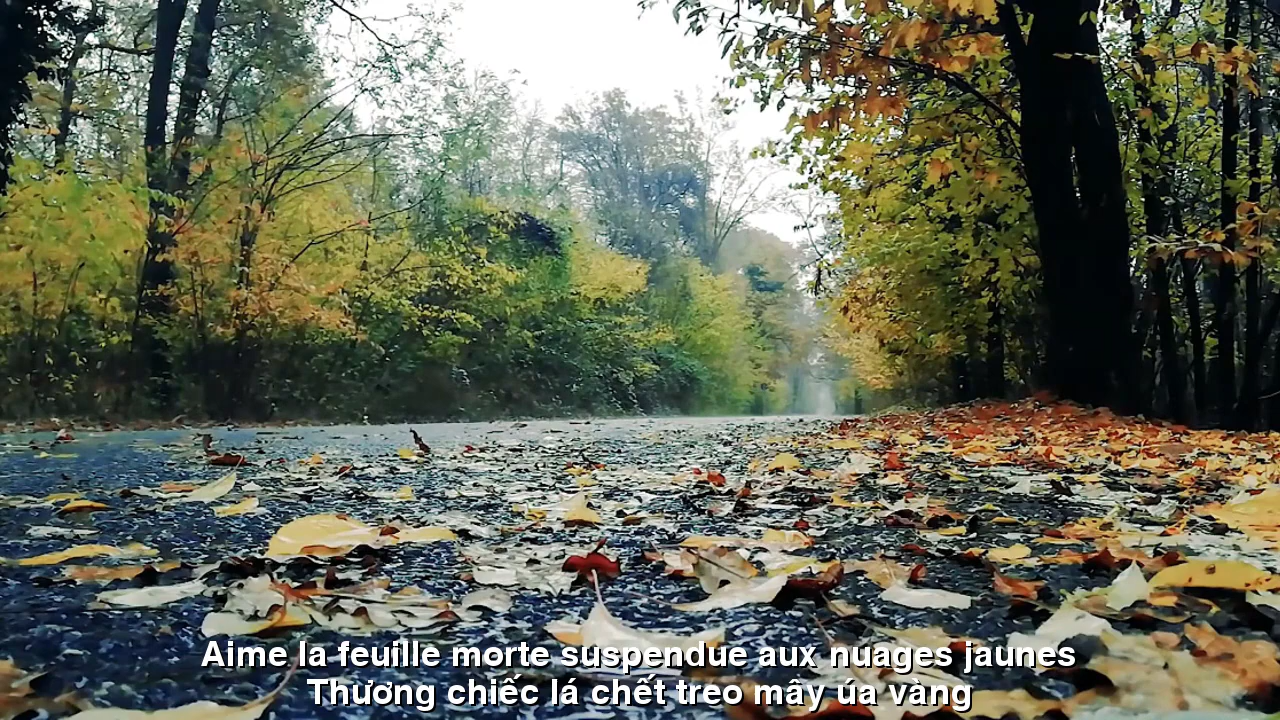 Aime la feuille morte suspendue aux nuages jaunes
Thương chiếc lá chết treo mây úa vàng